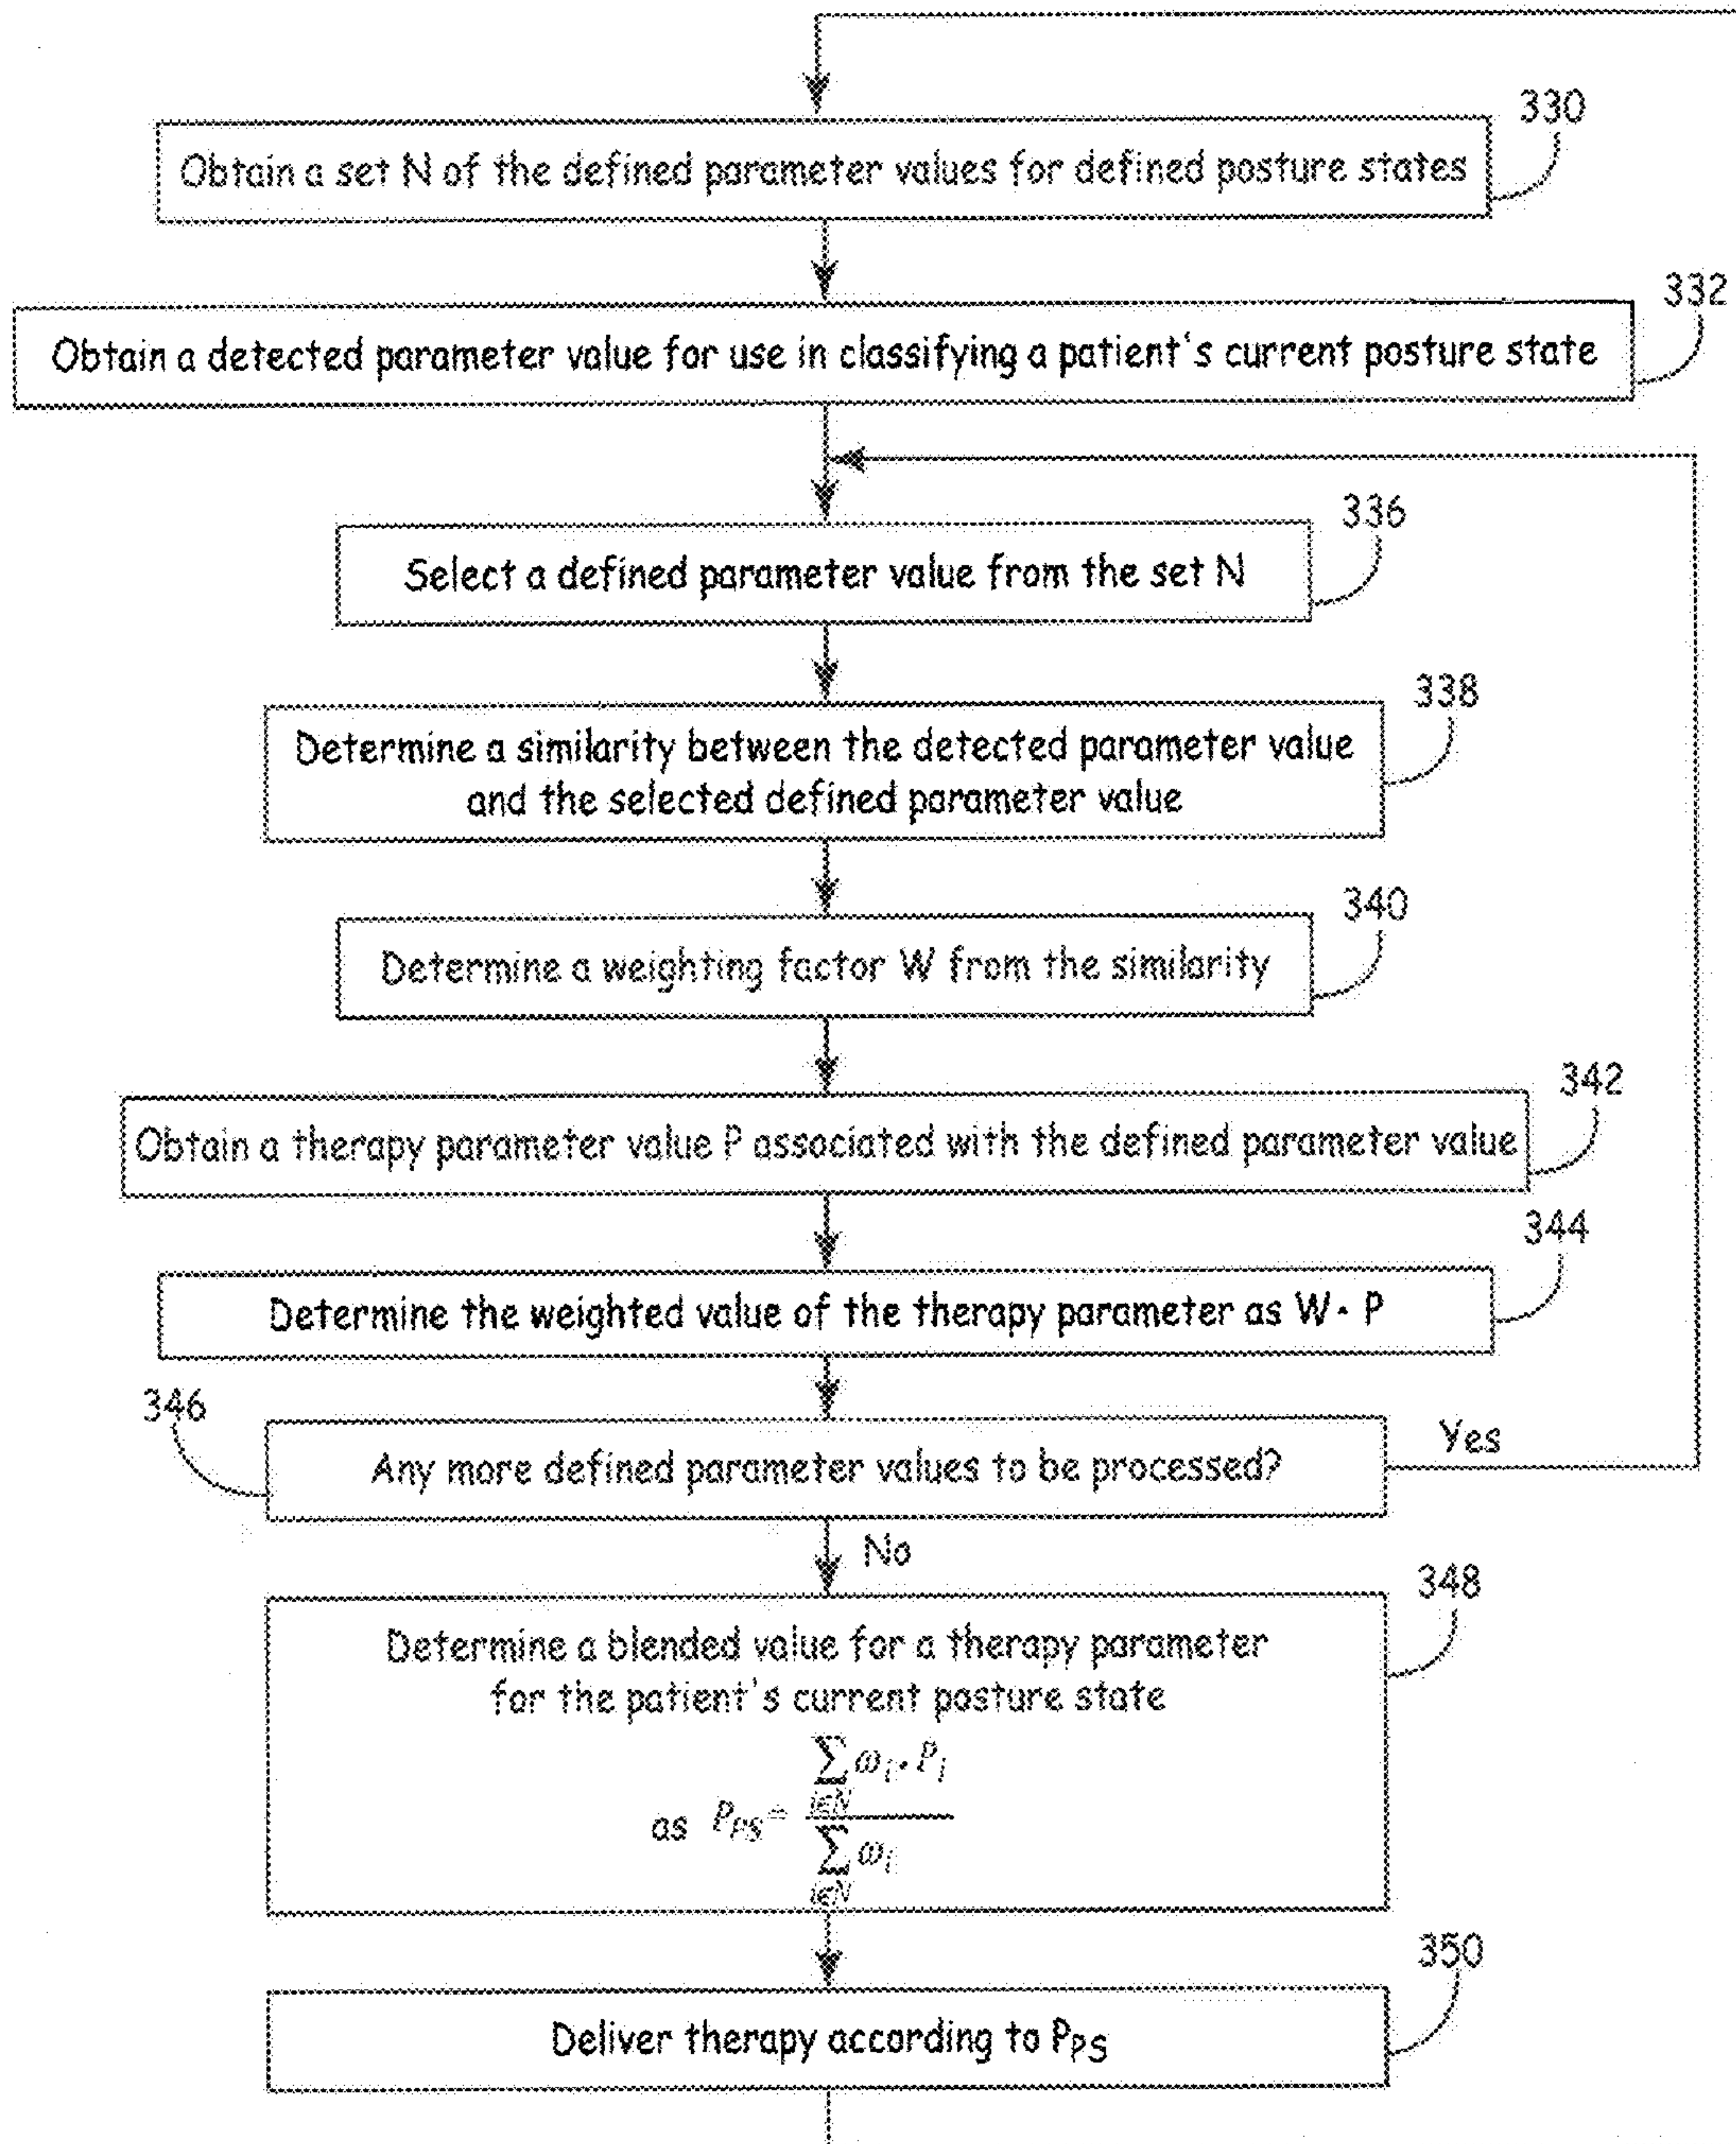 330
Obtain a set N of the defined parameter values for defined posture states
332
Obtain a detected parameter value for use in classifying a patient's current posture state
336
Select a defined parameter value from the set N
338
Determine a similarity between the detected parameter value
and the selected defined parameter value
340
Determine a weighting factor W from the similarity
342
Obtain a therapy parameter value P associated with the defined parameter value
344
Determine the weighted value of the therapy parameter as W · P
346
Any more defined parameter values to be processed?
Yes
No
348
Determine a blended value for a therapy parameter
for the patient's current posture state
∑ ωi · Pi
i∈N
as PPS =
∑ ωi
i∈N
350
Deliver therapy according to PPS